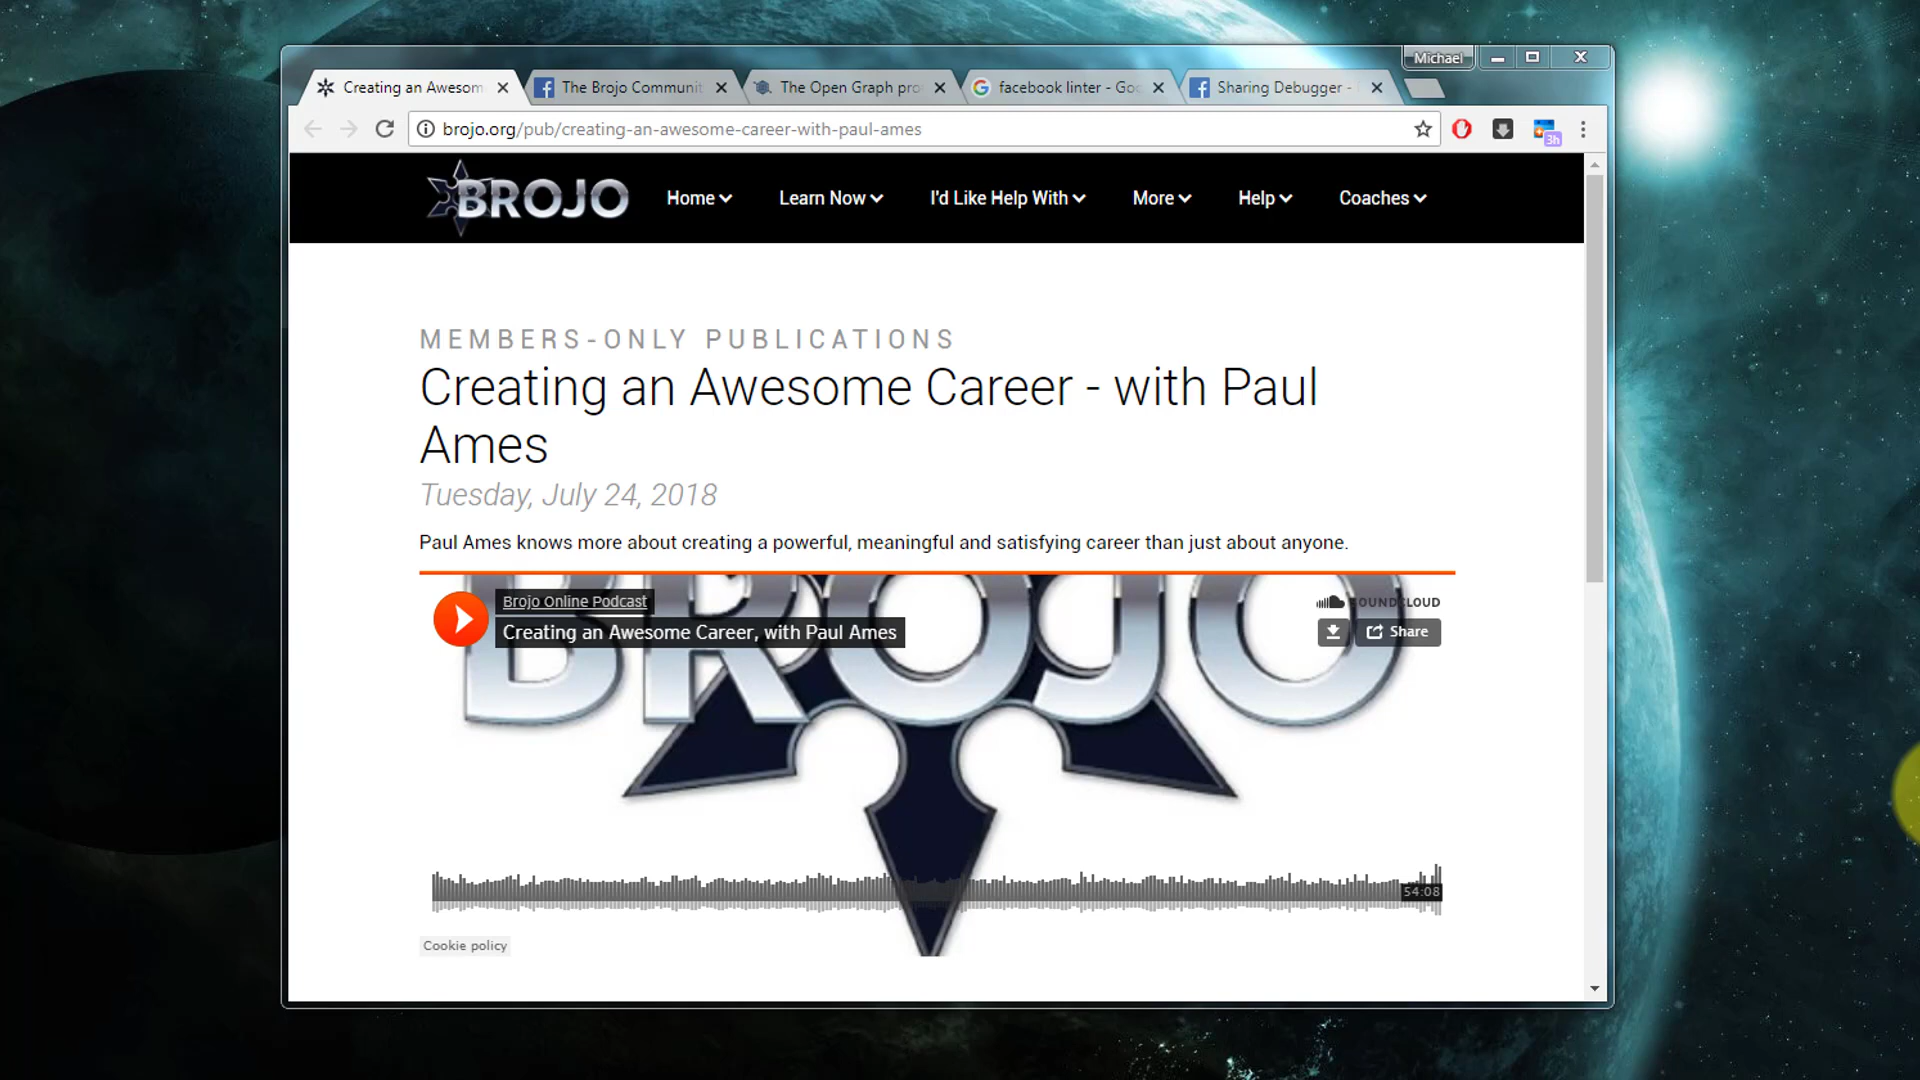 Michael
Creating an Awesom
The Brojo Communit
The Open Graph pro
facebook linter - Goo
Sharing Debugger -
brojo.org/pub/creating-an-awesome-career-with-paul-ames
3h
BROJO
Home
Learn Now
I'd Like Help With
More
Help
Coaches
MEMBERS-ONLY PUBLICATIONS
Creating an Awesome Career - with Paul
Ames
Tuesday, July 24, 2018
Paul Ames knows more about creating a powerful, meaningful and satisfying career than just about anyone.
BROJO
Brojo Online Podcast
SOUNDCLOUD
Creating an Awesome Career, with Paul Ames
Share
54:08
Cookie policy